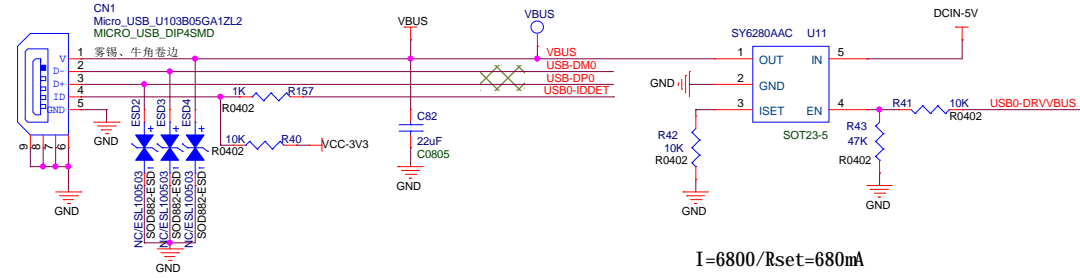 CN1
Micro_USB_U103B05GA1ZL2
MICRO_USB_DIP4SMD
雾锡、牛角卷边
V
D-
D+
ID
GND
1
2
3
4
5
9
8
7
6
GND
GND
ESD2
ESD3
ESD4
NC/ESL100503
SOD882-ESD1
NC/ESL100503
SOD882-ESD1
NC/ESL100503
SOD882-ESD1
GND
1K
R157
R0402
10K
R40
R0402
VCC-3V3
VBUS
C82
22uF
C0805
GND
VBUS
VBUS
USB-DM0
USB-DP0
USB0-IDDET
SY6280AAC
U11
DCIN-5V
1
OUT
IN
5
GND
2
GND
3
ISET
EN
4
SOT23-5
R42
10K
R0402
GND
R41
10K
R0402
USB0-DRVVBUS
R43
47K
R0402
GND
I=6800/Rset=680mA